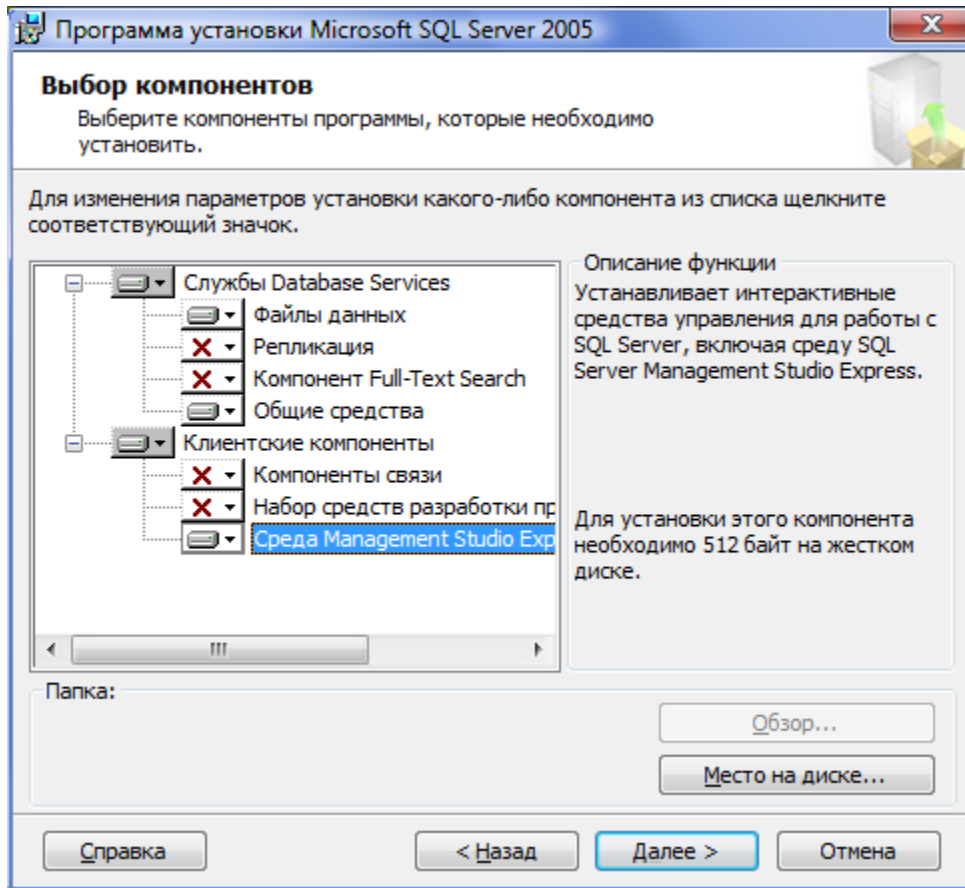 Программа установки Microsoft SQL Server 2005
Выбор компонентов
Выберите компоненты программы, которые необходимо
установить.
Для изменения параметров установки какого-либо компонента из списка щелкните
соответствующий значок.
Службы Database Services
Файлы данных
Репликация
Компонент Full-Text Search
Общие средства
Клиентские компоненты
Компоненты связи
Набор средств разработки пр
Среда Management Studio Exp
Описание функции
Устанавливает интерактивные
средства управления для работы с
SQL Server, включая среду SQL
Server Management Studio Express.
Для установки этого компонента
необходимо 512 байт на жестком
диске.
Папка:
Обзор...
Место на диске...
Справка
< Назад
Далее >
Отмена